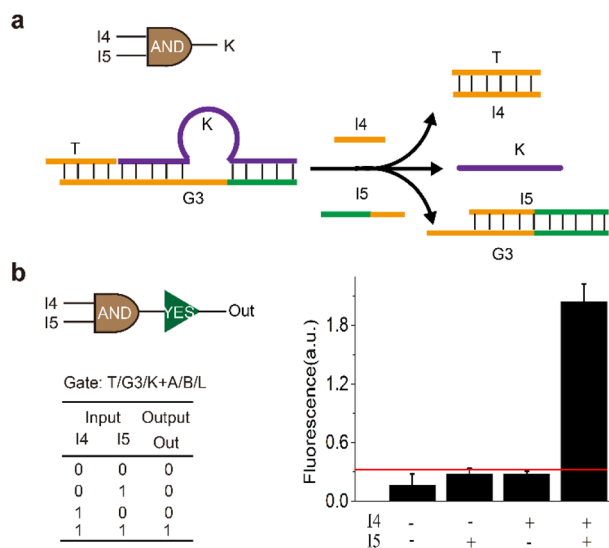 a
I4
I5
AND
K
T
K
G3
I4
I5
T
I4
K
I5
G3
b
I4
I5
AND
YES
Out
Gate: T/G3/K+A/B/L
Input Output
I4 I5 Out
0 0 0
0 1 0
1 0 0
1 1 1
Fluorescence(a.u.)
1.8
1.2
0.6
0.0
I4 - - + +
I5 - + - +